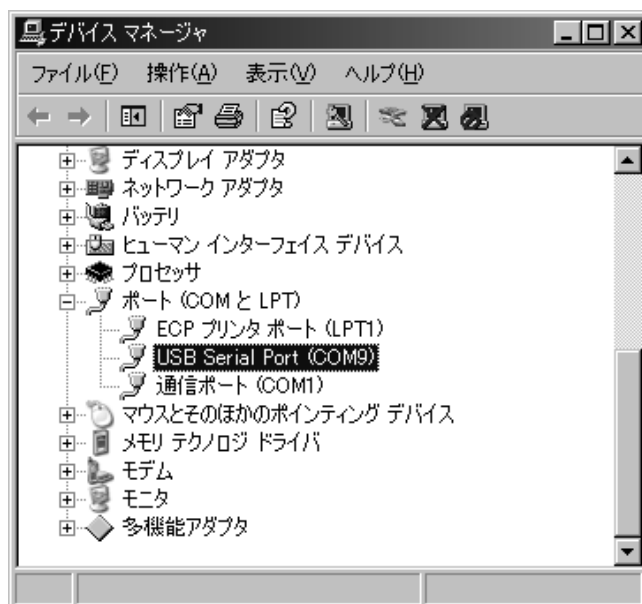 デバイス マネージャ
ファイル(F) 操作(A) 表示(V) ヘルプ(H)
ディスプレイ アダプタ
ネットワーク アダプタ
バッテリ
ヒューマン インターフェイス デバイス
プロセッサ
ポート (COM と LPT)
ECP プリンタ ポート (LPT1)
USB Serial Port (COM9)
通信ポート (COM1)
マウスとそのほかのポインティング デバイス
メモリ テクノロジ ドライバ
モデム
モニタ
多機能アダプタ